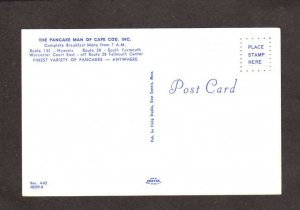 THE PANCAKE MAN OF CAPE COD, INC.
Complete Breakfast Menu from 7 A.M.
Route 132 - Hyannis Route 28 - South Yarmouth
Worcester Court East - off Route 28 Falmouth Center
FINEST VARIETY OF PANCAKES - ANYWHERE
PLACE
STAMP
HERE
Post Card